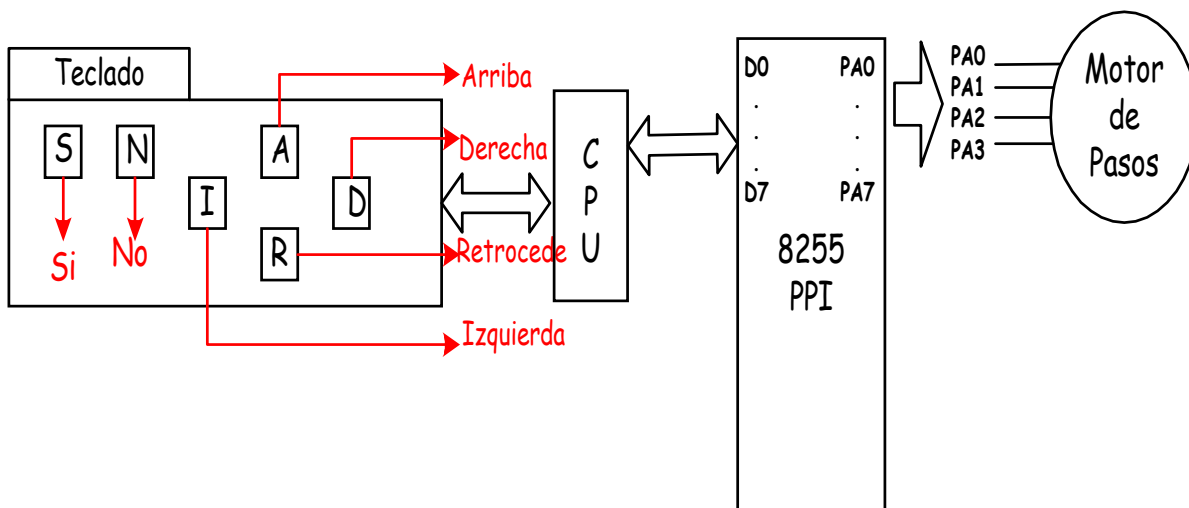 Teclado
S
N
A
I
D
R
Si
No
Arriba
Derecha
Retrocede
Izquierda
C
P
U
D0
PA0
.
.
.
.
.
.
D7
PA7
8255
PPI
PA0
PA1
PA2
PA3
Motor
de
Pasos